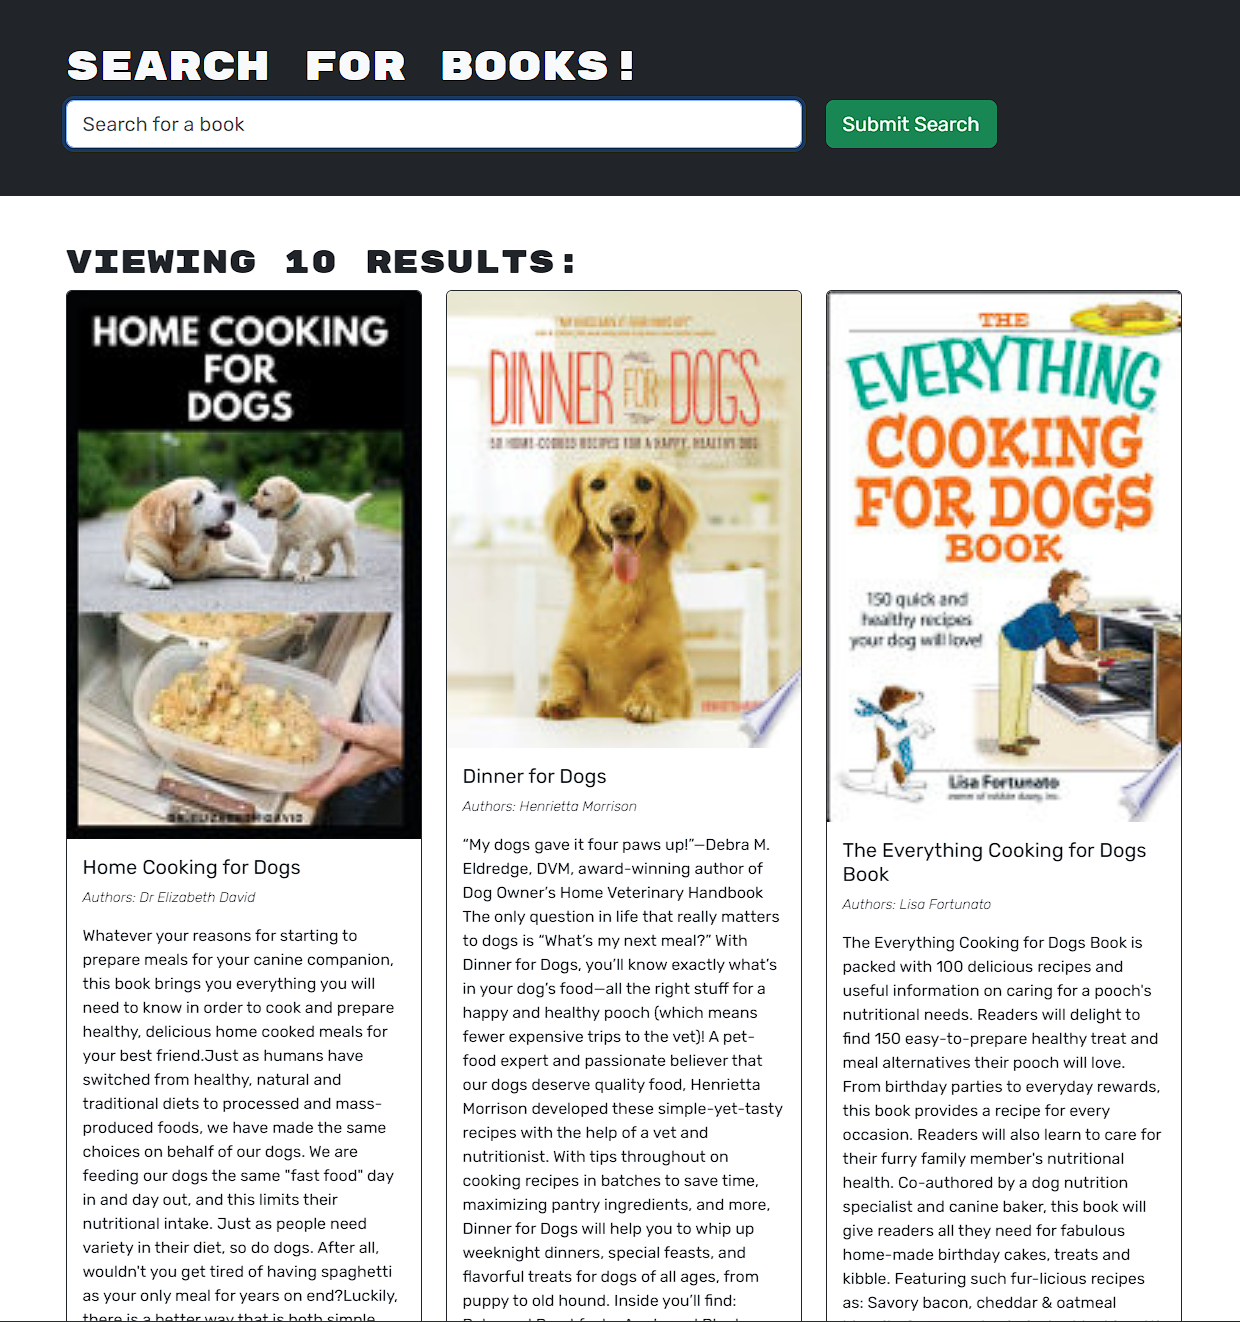 SEARCH FOR BOOKS!
Search for a book
Submit Search
VIEWING 10 RESULTS:
HOME COOKING
FOR
DOGS
DR. ELIZABETH DAVID
Home Cooking for Dogs
Authors: Dr Elizabeth David
Whatever your reasons for starting to
prepare meals for your canine companion,
this book brings you everything you will
need to know in order to cook and prepare
healthy, delicious home cooked meals for
your best friend.Just as humans have
switched from healthy, natural and
traditional diets to processed and mass-
produced foods, we have made the same
choices on behalf of our dogs. We are
feeding our dogs the same "fast food" day
in and day out, and this limits their
nutritional intake. Just as people need
variety in their diet, so do dogs. After all,
wouldn't you get tired of having spaghetti
as your only meal for years on end?Luckily,
there is a better way that is both simple
DINNER FOR DOGS
50 HOME-COOKED RECIPES FOR A HAPPY, HEALTHY DOG
Dinner for Dogs
Authors: Henrietta Morrison
“My dogs gave it four paws up!”—Debra M.
Eldredge, DVM, award-winning author of
Dog Owner’s Home Veterinary Handbook
The only question in life that really matters
to dogs is “What’s my next meal?” With
Dinner for Dogs, you’ll know exactly what’s
in your dog’s food—all the right stuff for a
happy and healthy pooch (which means
fewer expensive trips to the vet)! A pet-
food expert and passionate believer that
our dogs deserve quality food, Henrietta
Morrison developed these simple-yet-tasty
recipes with the help of a vet and
nutritionist. With tips throughout on
cooking recipes in batches to save time,
maximizing pantry ingredients, and more,
Dinner for Dogs will help you to whip up
weeknight dinners, special feasts, and
flavorful treats for dogs of all ages, from
puppy to old hound. Inside you’ll find:
THE
EVERYTHING
COOKING
FOR DOGS
BOOK
150 quick and
healthy recipes
your dog will love!
Lisa Fortunato
The Everything Cooking for Dogs
Book
Authors: Lisa Fortunato
The Everything Cooking for Dogs Book is
packed with 100 delicious recipes and
useful information on caring for a pooch's
nutritional needs. Readers will delight to
find 150 easy-to-prepare healthy treat and
meal alternatives their pooch will love.
From birthday parties to everyday rewards,
this book provides a recipe for every
occasion. Readers will also learn to care for
their furry family member's nutritional
health. Co-authored by a dog nutrition
specialist and canine baker, this book will
give readers all they need for fabulous
home-made birthday cakes, treats and
kibble. Featuring such fur-licious recipes
as: Savory bacon, cheddar & oatmeal